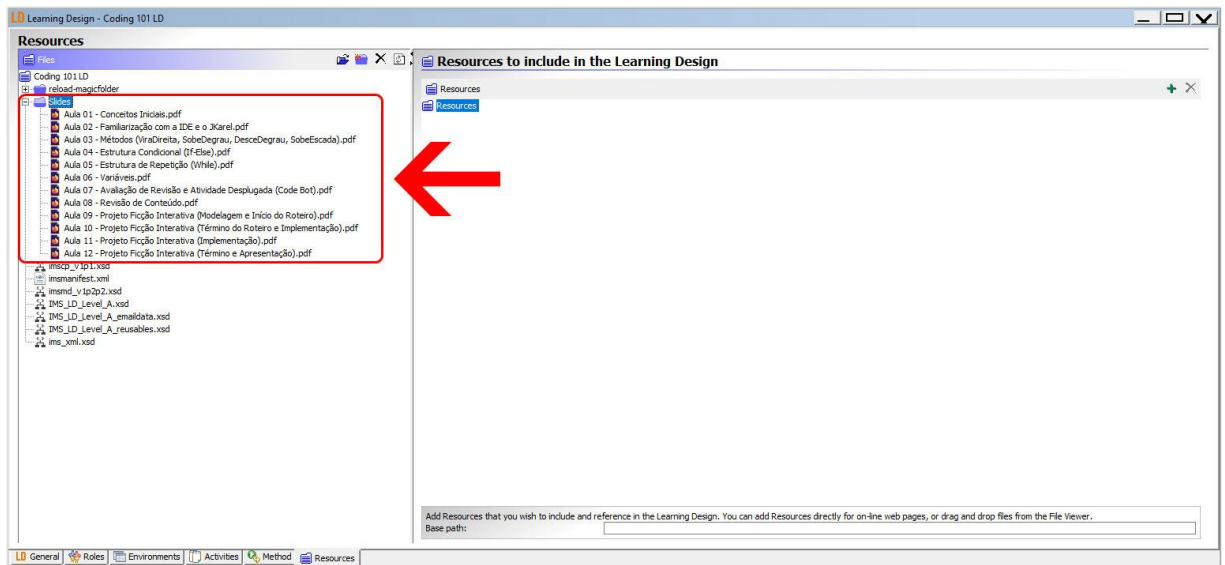 LD Learning Design - Coding 101 LD
Resources
Files
Coding 101 LD
reload-magicfolder
Slides
Aula 01 - Conceitos Iniciais.pdf
Aula 02 - Familiarização com a IDE e o JKarel.pdf
Aula 03 - Métodos (ViraDireita, SobeDegrau, DesceDegrau, SobeEscada).pdf
Aula 04 - Estrutura Condicional (If-Else).pdf
Aula 05 - Estrutura de Repetição (While).pdf
Aula 06 - Variáveis.pdf
Aula 07 - Avaliação de Revisão e Atividade Desplugada (Code Bot).pdf
Aula 08 - Revisão de Conteúdo.pdf
Aula 09 - Projeto Ficção Interativa (Modelagem e Início do Roteiro).pdf
Aula 10 - Projeto Ficção Interativa (Término do Roteiro e Implementação).pdf
Aula 11 - Projeto Ficção Interativa (Implementação).pdf
Aula 12 - Projeto Ficção Interativa (Término e Apresentação).pdf
imscp_v1p1.xsd
imsmanifest.xml
imsmd_v1p2p2.xsd
IMS_LD_Level_A.xsd
IMS_LD_Level_A_emaildata.xsd
IMS_LD_Level_A_reusables.xsd
ims_xml.xsd
Resources to include in the Learning Design
Resources
Resources
Add Resources that you wish to include and reference in the Learning Design. You can add Resources directly for on-line web pages, or drag and drop files from the File Viewer.
Base path:
LD General Roles Environments Activities Method Resources